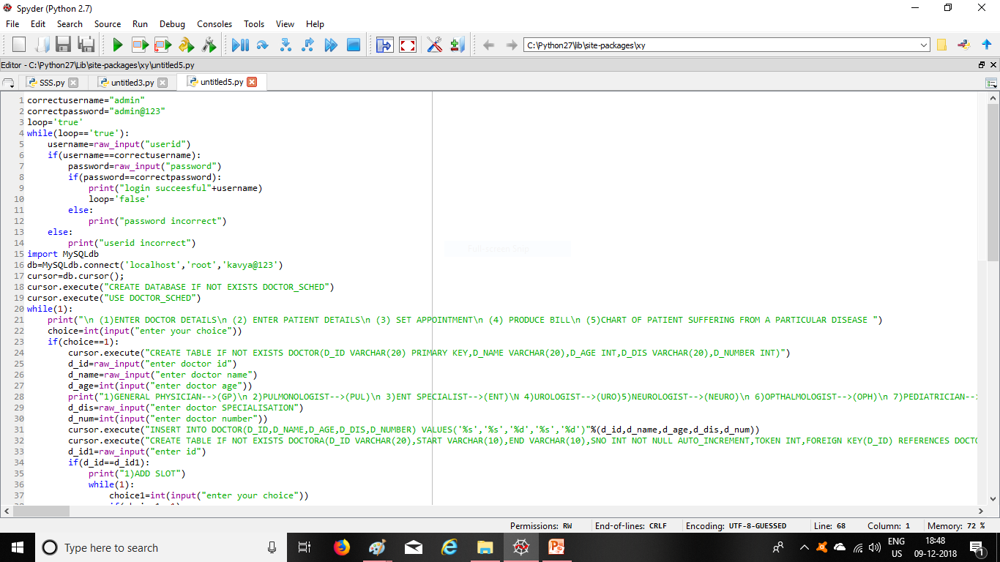 Spyder (Python 2.7)
File Edit Search Source Run Debug Consoles Tools View Help
C:\Python27\lib\site-packages\xy
Editor - C:\Python27\Lib\site-packages\xy\untitled5.py
SSS.py untitled3.py untitled5.py
1 correctusername="admin"
2 correctpassword="admin@123"
3 loop='true'
4 while(loop=='true'):
5     username=raw_input("userid")
6     if(username==correctusername):
7         password=raw_input("password")
8         if(password==correctpassword):
9             print("login succeesful"+username)
10             loop='false'
11         else:
12             print("password incorrect")
13     else:
14         print("userid incorrect")
15 import MySQLdb
16 db=MySQLdb.connect('localhost','root','kavya@123')
17 cursor=db.cursor();
18 cursor.execute("CREATE DATABASE IF NOT EXISTS DOCTOR_SCHED")
19 cursor.execute("USE DOCTOR_SCHED")
20 while(1):
21     print("\n (1)ENTER DOCTOR DETAILS\n (2) ENTER PATIENT DETAILS\n (3) SET APPOINTMENT\n (4) PRODUCE BILL\n (5)CHART OF PATIENT SUFFERING FROM A PARTICULAR DISEASE ")
22     choice=int(input("enter your choice"))
23     if(choice==1):
24         cursor.execute("CREATE TABLE IF NOT EXISTS DOCTOR(D_ID VARCHAR(20) PRIMARY KEY,D_NAME VARCHAR(20),D_AGE INT,D_DIS VARCHAR(20),D_NUMBER INT)")
25         d_id=raw_input("enter doctor id")
26         d_name=raw_input("enter doctor name")
27         d_age=int(input("enter doctor age"))
28         print("1)GENERAL PHYSICIAN-->(GP)\n 2)PULMONOLOGIST-->(PUL)\n 3)ENT SPECIALIST-->(ENT)\N 4)UROLOGIST-->(URO)5)NEUROLOGIST-->(NEURO)\n 6)OPTHALMOLOGIST-->(OPH)\n 7)PEDIATRICIAN--
29         d_dis=raw_input("enter doctor SPECIALISATION")
30         d_num=int(input("enter doctor number"))
31         cursor.execute("INSERT INTO DOCTOR(D_ID,D_NAME,D_AGE,D_DIS,D_NUMBER) VALUES('%s','%s','%d','%s','%d')"%(d_id,d_name,d_age,d_dis,d_num))
32         cursor.execute("CREATE TABLE IF NOT EXISTS DOCTORA(D_ID VARCHAR(20),START VARCHAR(10),END VARCHAR(10),SNO INT NOT NULL AUTO_INCREMENT,TOKEN INT,FOREIGN KEY(D_ID) REFERENCES DOCTO
33         d_id1=raw_input("enter id")
34         if(d_id==d_id1):
35             print("1)ADD SLOT")
36             while(1):
37                 choice1=int(input("enter your choice"))
Full-screen Snip
Permissions: RW End-of-lines: CRLF Encoding: UTF-8-GUESSED Line: 68 Column: 1 Memory: 72 %
Type here to search
ENG
US
18:48
09-12-2018
1